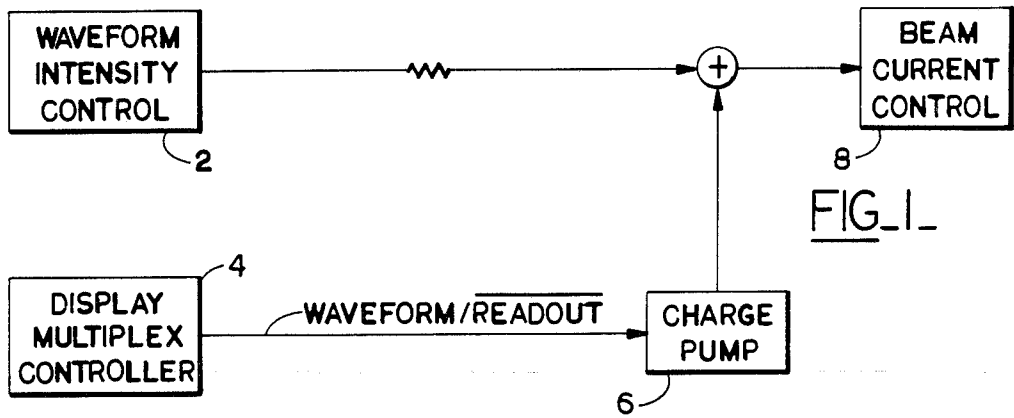 WAVEFORM
INTENSITY
CONTROL
2
+
BEAM
CURRENT
CONTROL
8
FIG_1_
DISPLAY
MULTIPLEX
CONTROLLER
4
WAVEFORM/READOUT
CHARGE
PUMP
6